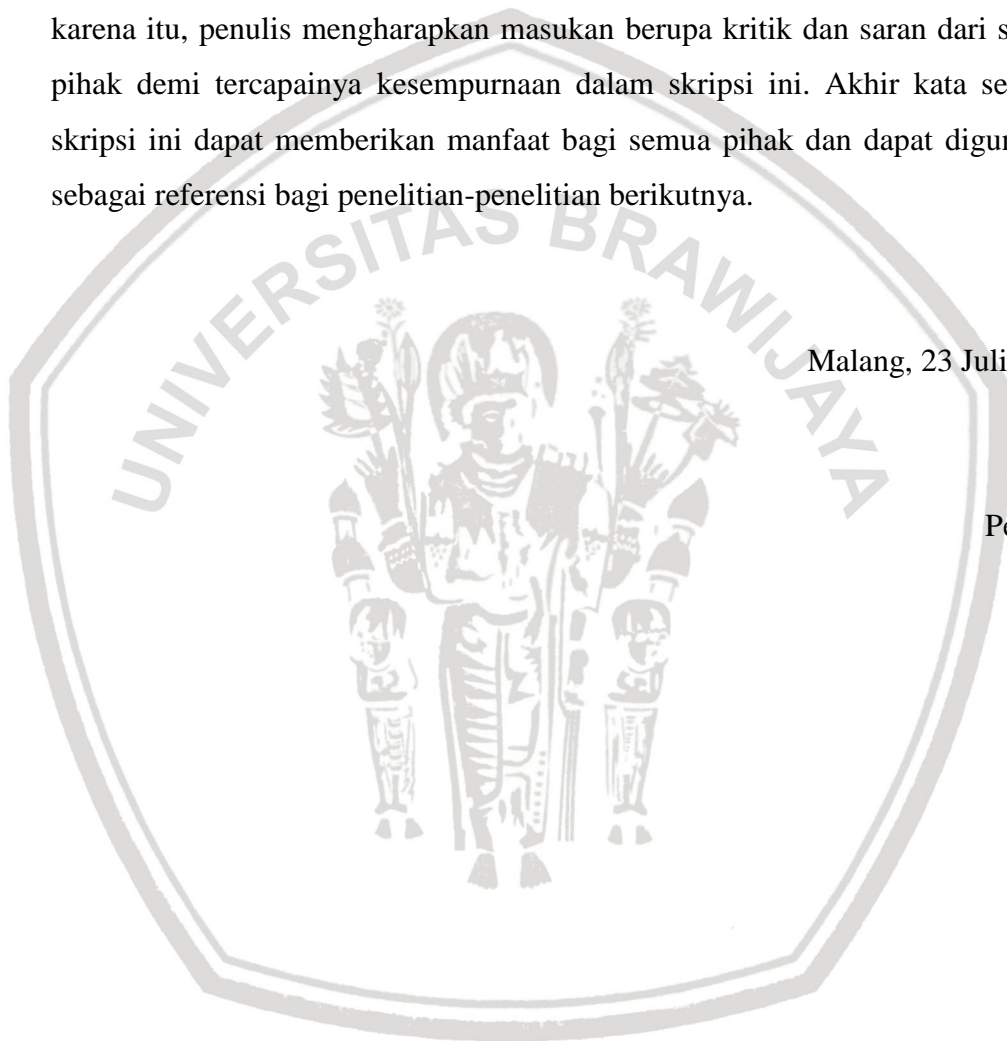 karena itu, penulis mengharapkan masukan berupa kritik dan saran dari s
pihak demi tercapainya kesempurnaan dalam skripsi ini. Akhir kata se
skripsi ini dapat memberikan manfaat bagi semua pihak dan dapat digu
sebagai referensi bagi penelitian-penelitian berikutnya.
UNIVERSITAS BRAWIJAYA
Malang, 23 Juli
Pe